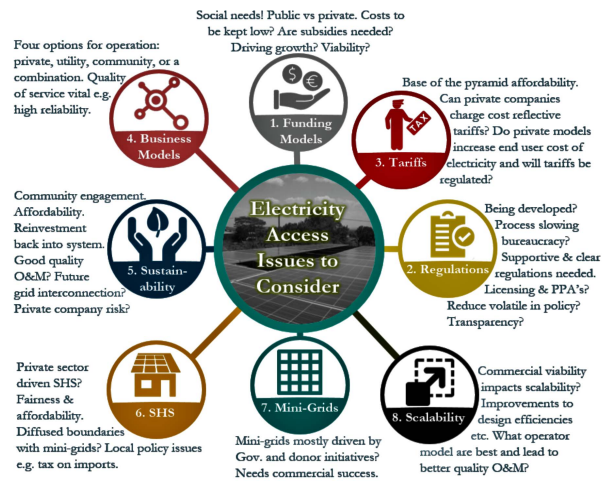 Social needs! Public vs private. Costs to
be kept low? Are subsidies needed?
Driving growth? Viability?
1. Funding
Models
Four options for operation:
private, utility, community, or a
combination. Quality
of service vital e.g.
high reliability.
4. Business
Models
Base of the pyramid affordability.
Can private companies
charge cost reflective
tariffs? Do private models
increase end user cost of
electricity and will tariffs be
regulated?
TAX
3. Tariffs
Electricity
Access
Issues to
Consider
Community engagement.
Affordability.
Reinvestment
back into system.
Good quality
O&M? Future
grid interconnection?
Private company risk?
5. Sustain-
ability
Being developed?
Process slowing
bureaucracy?
Supportive & clear
regulations needed.
Licensing & PPA's?
Reduce volatile in policy?
Transparency?
2. Regulations
Private sector
driven SHS?
Fairness &
affordability.
Diffused boundaries
with mini-grids? Local policy issues
e.g. tax on imports.
6. SHS
7. Mini-Grids
Mini-grids mostly driven by
Gov. and donor initiatives?
Needs commercial success.
8. Scalability
Commercial viability
impacts scalability?
Improvements to
design efficiencies
etc. What operator
model are best and lead to
better quality O&M?